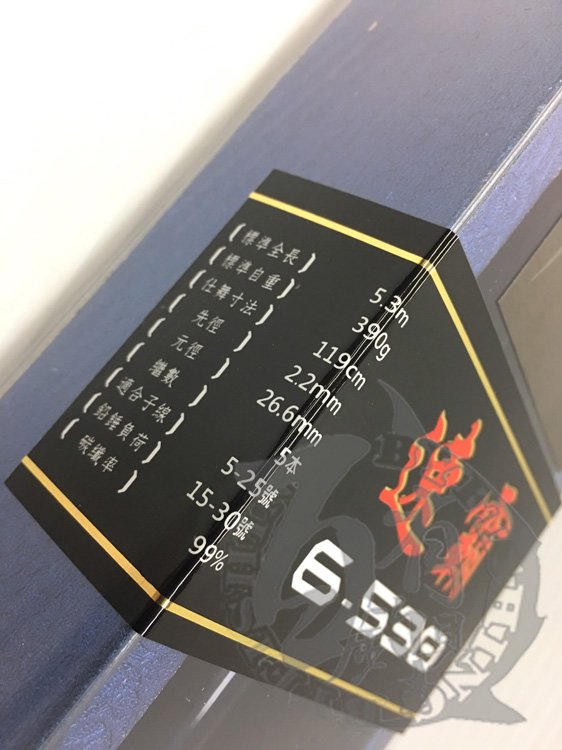 (標準全長) 5.3m
(標準自重) 390g
(仕舞寸法) 119cm
(先徑) 2.2mm
(元徑) 26.6mm
(繼數) 5本
(適合子線) 5-25號
(鉛錘負荷) 15-30號
(碳纖率) 99%
6-530